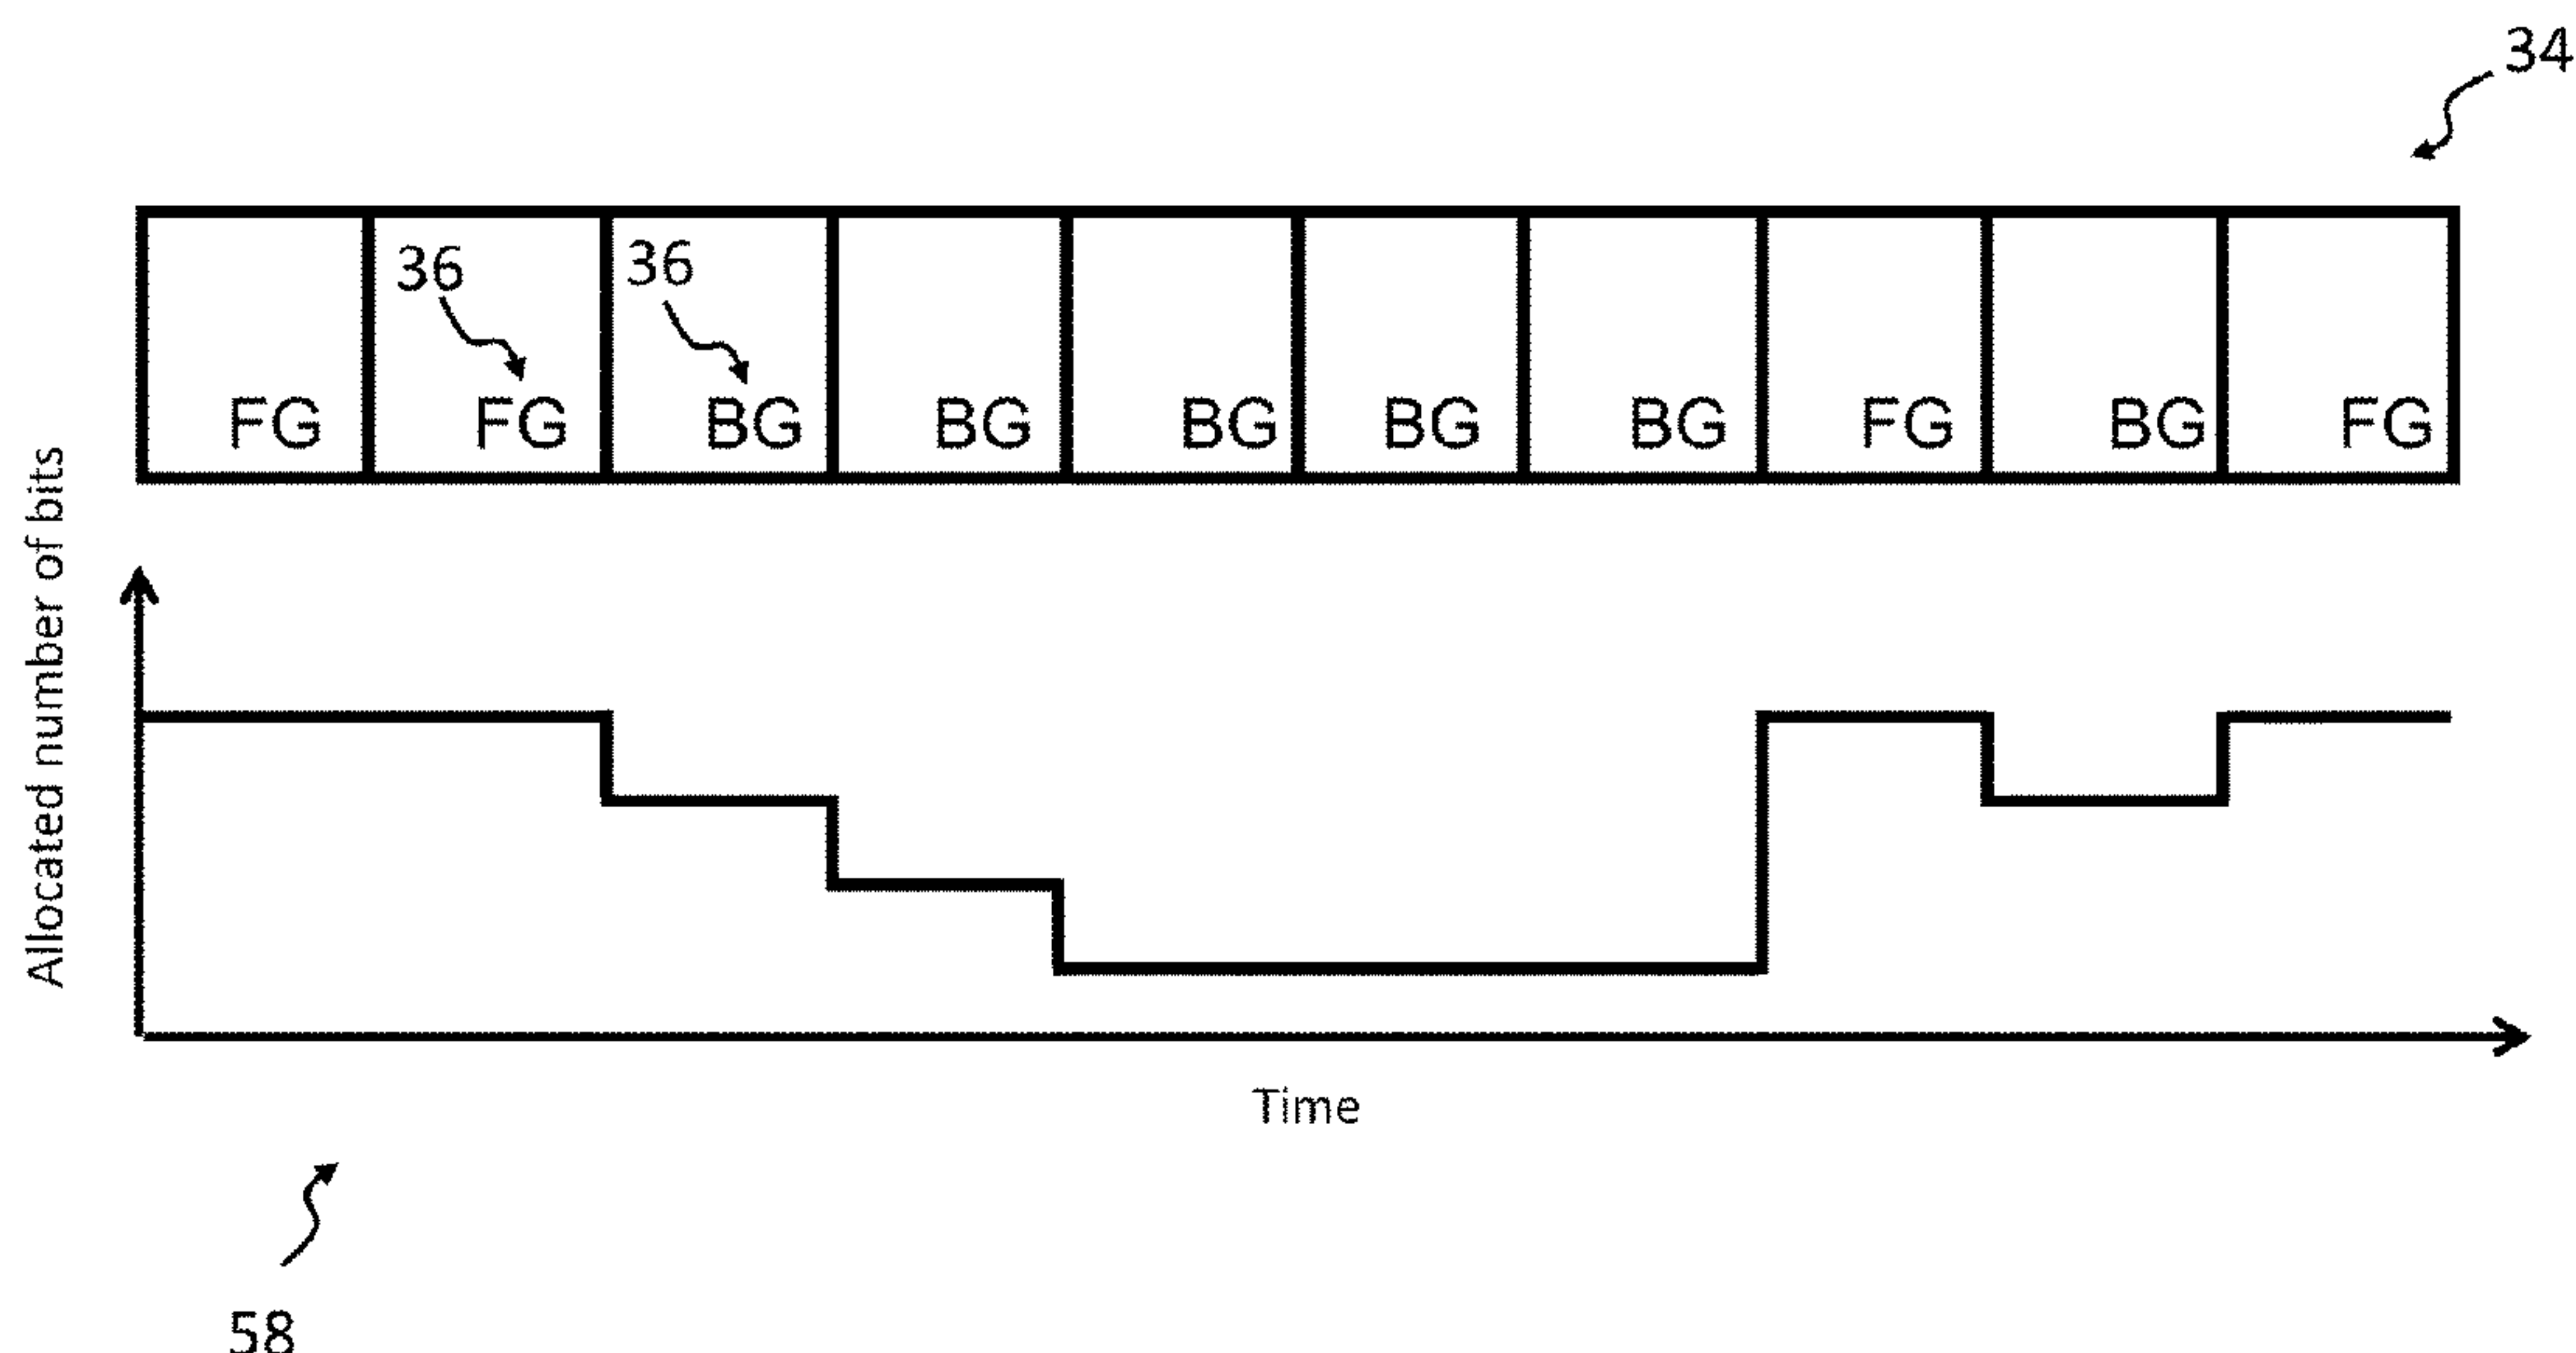 34
36 36
FG FG BG BG BG BG BG FG BG FG
Allocated number of bits
Time
58